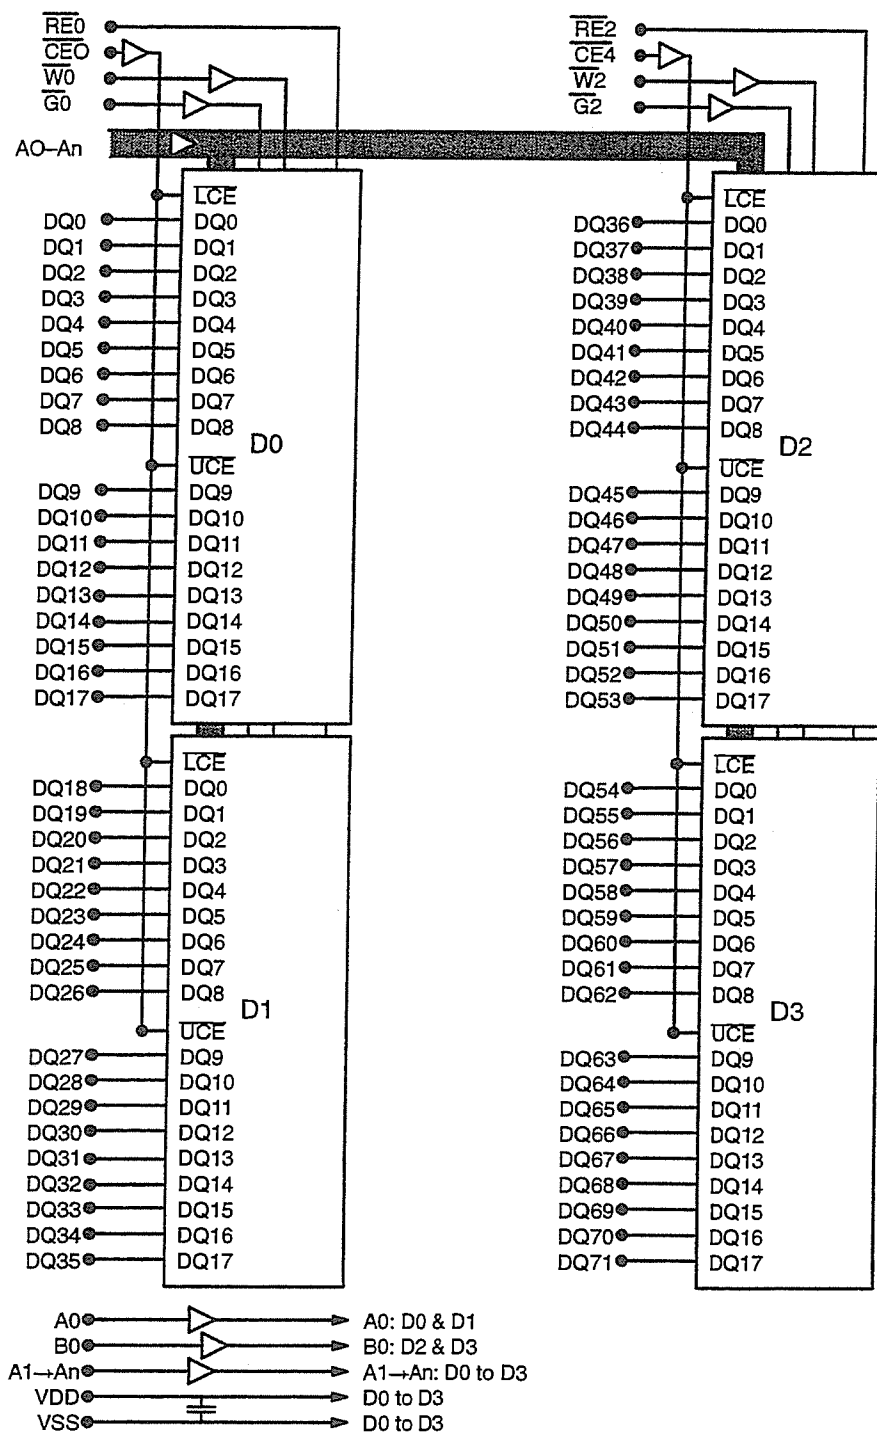 RE0
CEO
W0
G0
AO–An
LCE
DQ0 DQ0
DQ1 DQ1
DQ2 DQ2
DQ3 DQ3
DQ4 DQ4
DQ5 DQ5
DQ6 DQ6
DQ7 DQ7
DQ8 DQ8
D0
UCE
DQ9 DQ9
DQ10 DQ10
DQ11 DQ11
DQ12 DQ12
DQ13 DQ13
DQ14 DQ14
DQ15 DQ15
DQ16 DQ16
DQ17 DQ17
LCE
DQ18 DQ0
DQ19 DQ1
DQ20 DQ2
DQ21 DQ3
DQ22 DQ4
DQ23 DQ5
DQ24 DQ6
DQ25 DQ7
DQ26 DQ8
D1
UCE
DQ27 DQ9
DQ28 DQ10
DQ29 DQ11
DQ30 DQ12
DQ31 DQ13
DQ32 DQ14
DQ33 DQ15
DQ34 DQ16
DQ35 DQ17
RE2
CE4
W2
G2
LCE
DQ36 DQ0
DQ37 DQ1
DQ38 DQ2
DQ39 DQ3
DQ40 DQ4
DQ41 DQ5
DQ42 DQ6
DQ43 DQ7
DQ44 DQ8
D2
UCE
DQ45 DQ9
DQ46 DQ10
DQ47 DQ11
DQ48 DQ12
DQ49 DQ13
DQ50 DQ14
DQ51 DQ15
DQ52 DQ16
DQ53 DQ17
LCE
DQ54 DQ0
DQ55 DQ1
DQ56 DQ2
DQ57 DQ3
DQ58 DQ4
DQ59 DQ5
DQ60 DQ6
DQ61 DQ7
DQ62 DQ8
D3
UCE
DQ63 DQ9
DQ64 DQ10
DQ65 DQ11
DQ66 DQ12
DQ67 DQ13
DQ68 DQ14
DQ69 DQ15
DQ70 DQ16
DQ71 DQ17
A0 A0: D0 & D1
B0 B0: D2 & D3
A1→An A1→An: D0 to D3
VDD D0 to D3
VSS D0 to D3